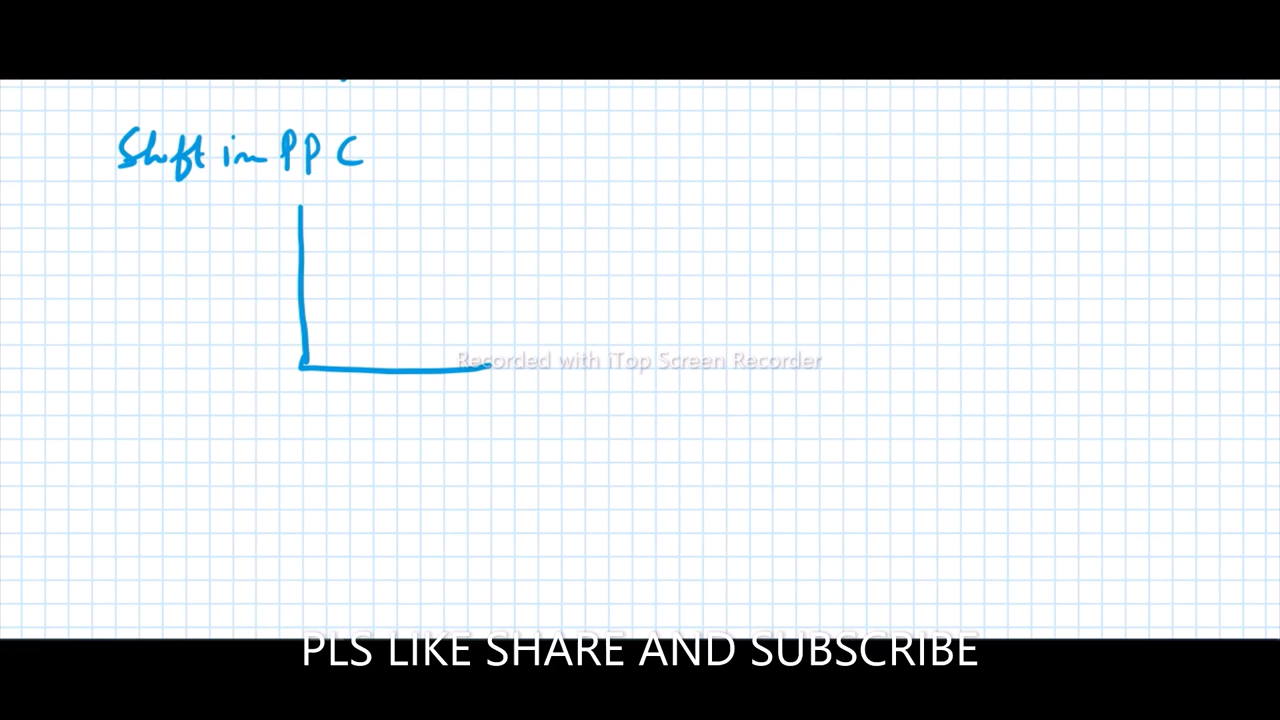 Shift in PPC
Recorded with iTop Screen Recorder
PLS LIKE SHARE AND SUBSCRIBE